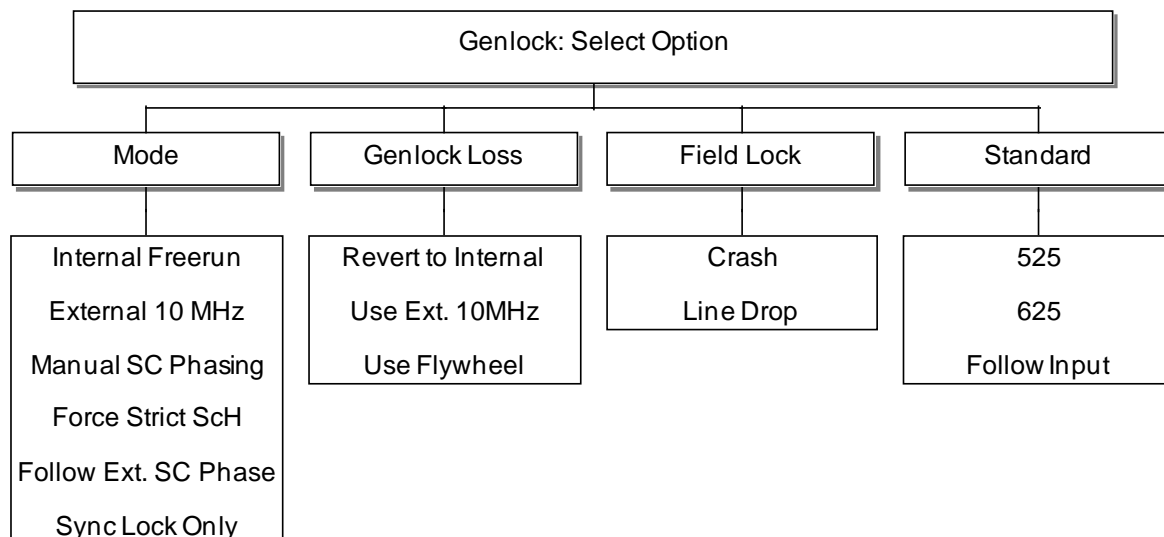 Genlock: Select Option
Mode
Genlock Loss
Field Lock
Standard
Internal Freerun
External 10 MHz
Manual SC Phasing
Force Strict ScH
Follow Ext. SC Phase
Sync Lock Only
Revert to Internal
Use Ext. 10MHz
Use Flywheel
Crash
Line Drop
525
625
Follow Input